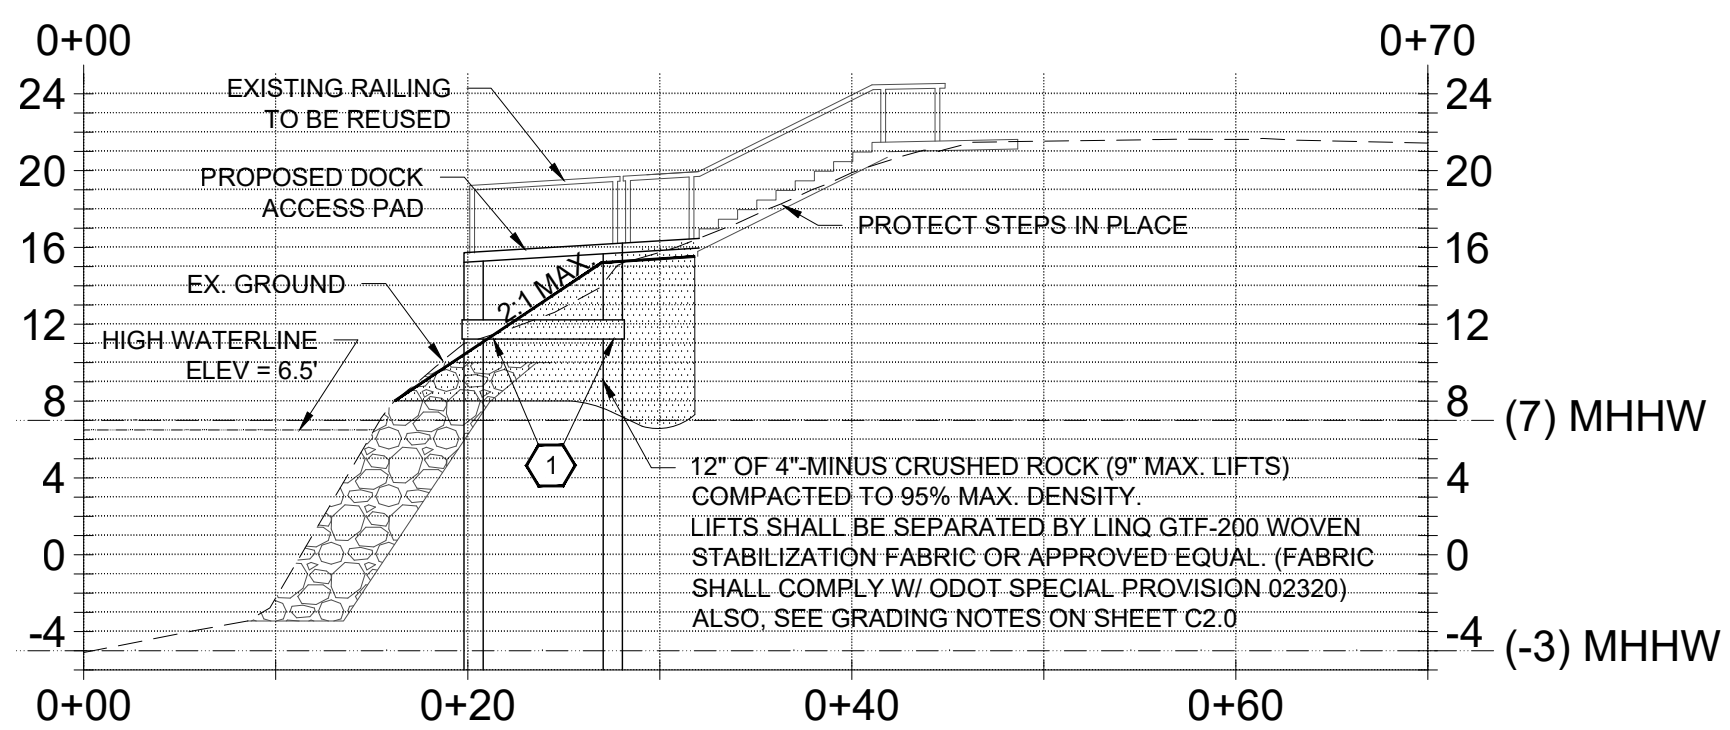 0+00
0+70
24
EXISTING RAILING
TO BE REUSED
24
20
PROPOSED DOCK
ACCESS PAD
20
PROTECT STEPS IN PLACE
16
16
EX. GROUND
2:1 MAX.
12
12
HIGH WATERLINE
ELEV = 6.5'
8
8
(7) MHHW
1
12" OF 4"-MINUS CRUSHED ROCK (9" MAX. LIFTS)
COMPACTED TO 95% MAX. DENSITY.
LIFTS SHALL BE SEPARATED BY LINQ GTF-200 WOVEN
STABILIZATION FABRIC OR APPROVED EQUAL. (FABRIC
SHALL COMPLY W/ ODOT SPECIAL PROVISION 02320)
ALSO, SEE GRADING NOTES ON SHEET C2.0
4
4
0
0
-4
-4
(-3) MHHW
0+00
0+20
0+40
0+60